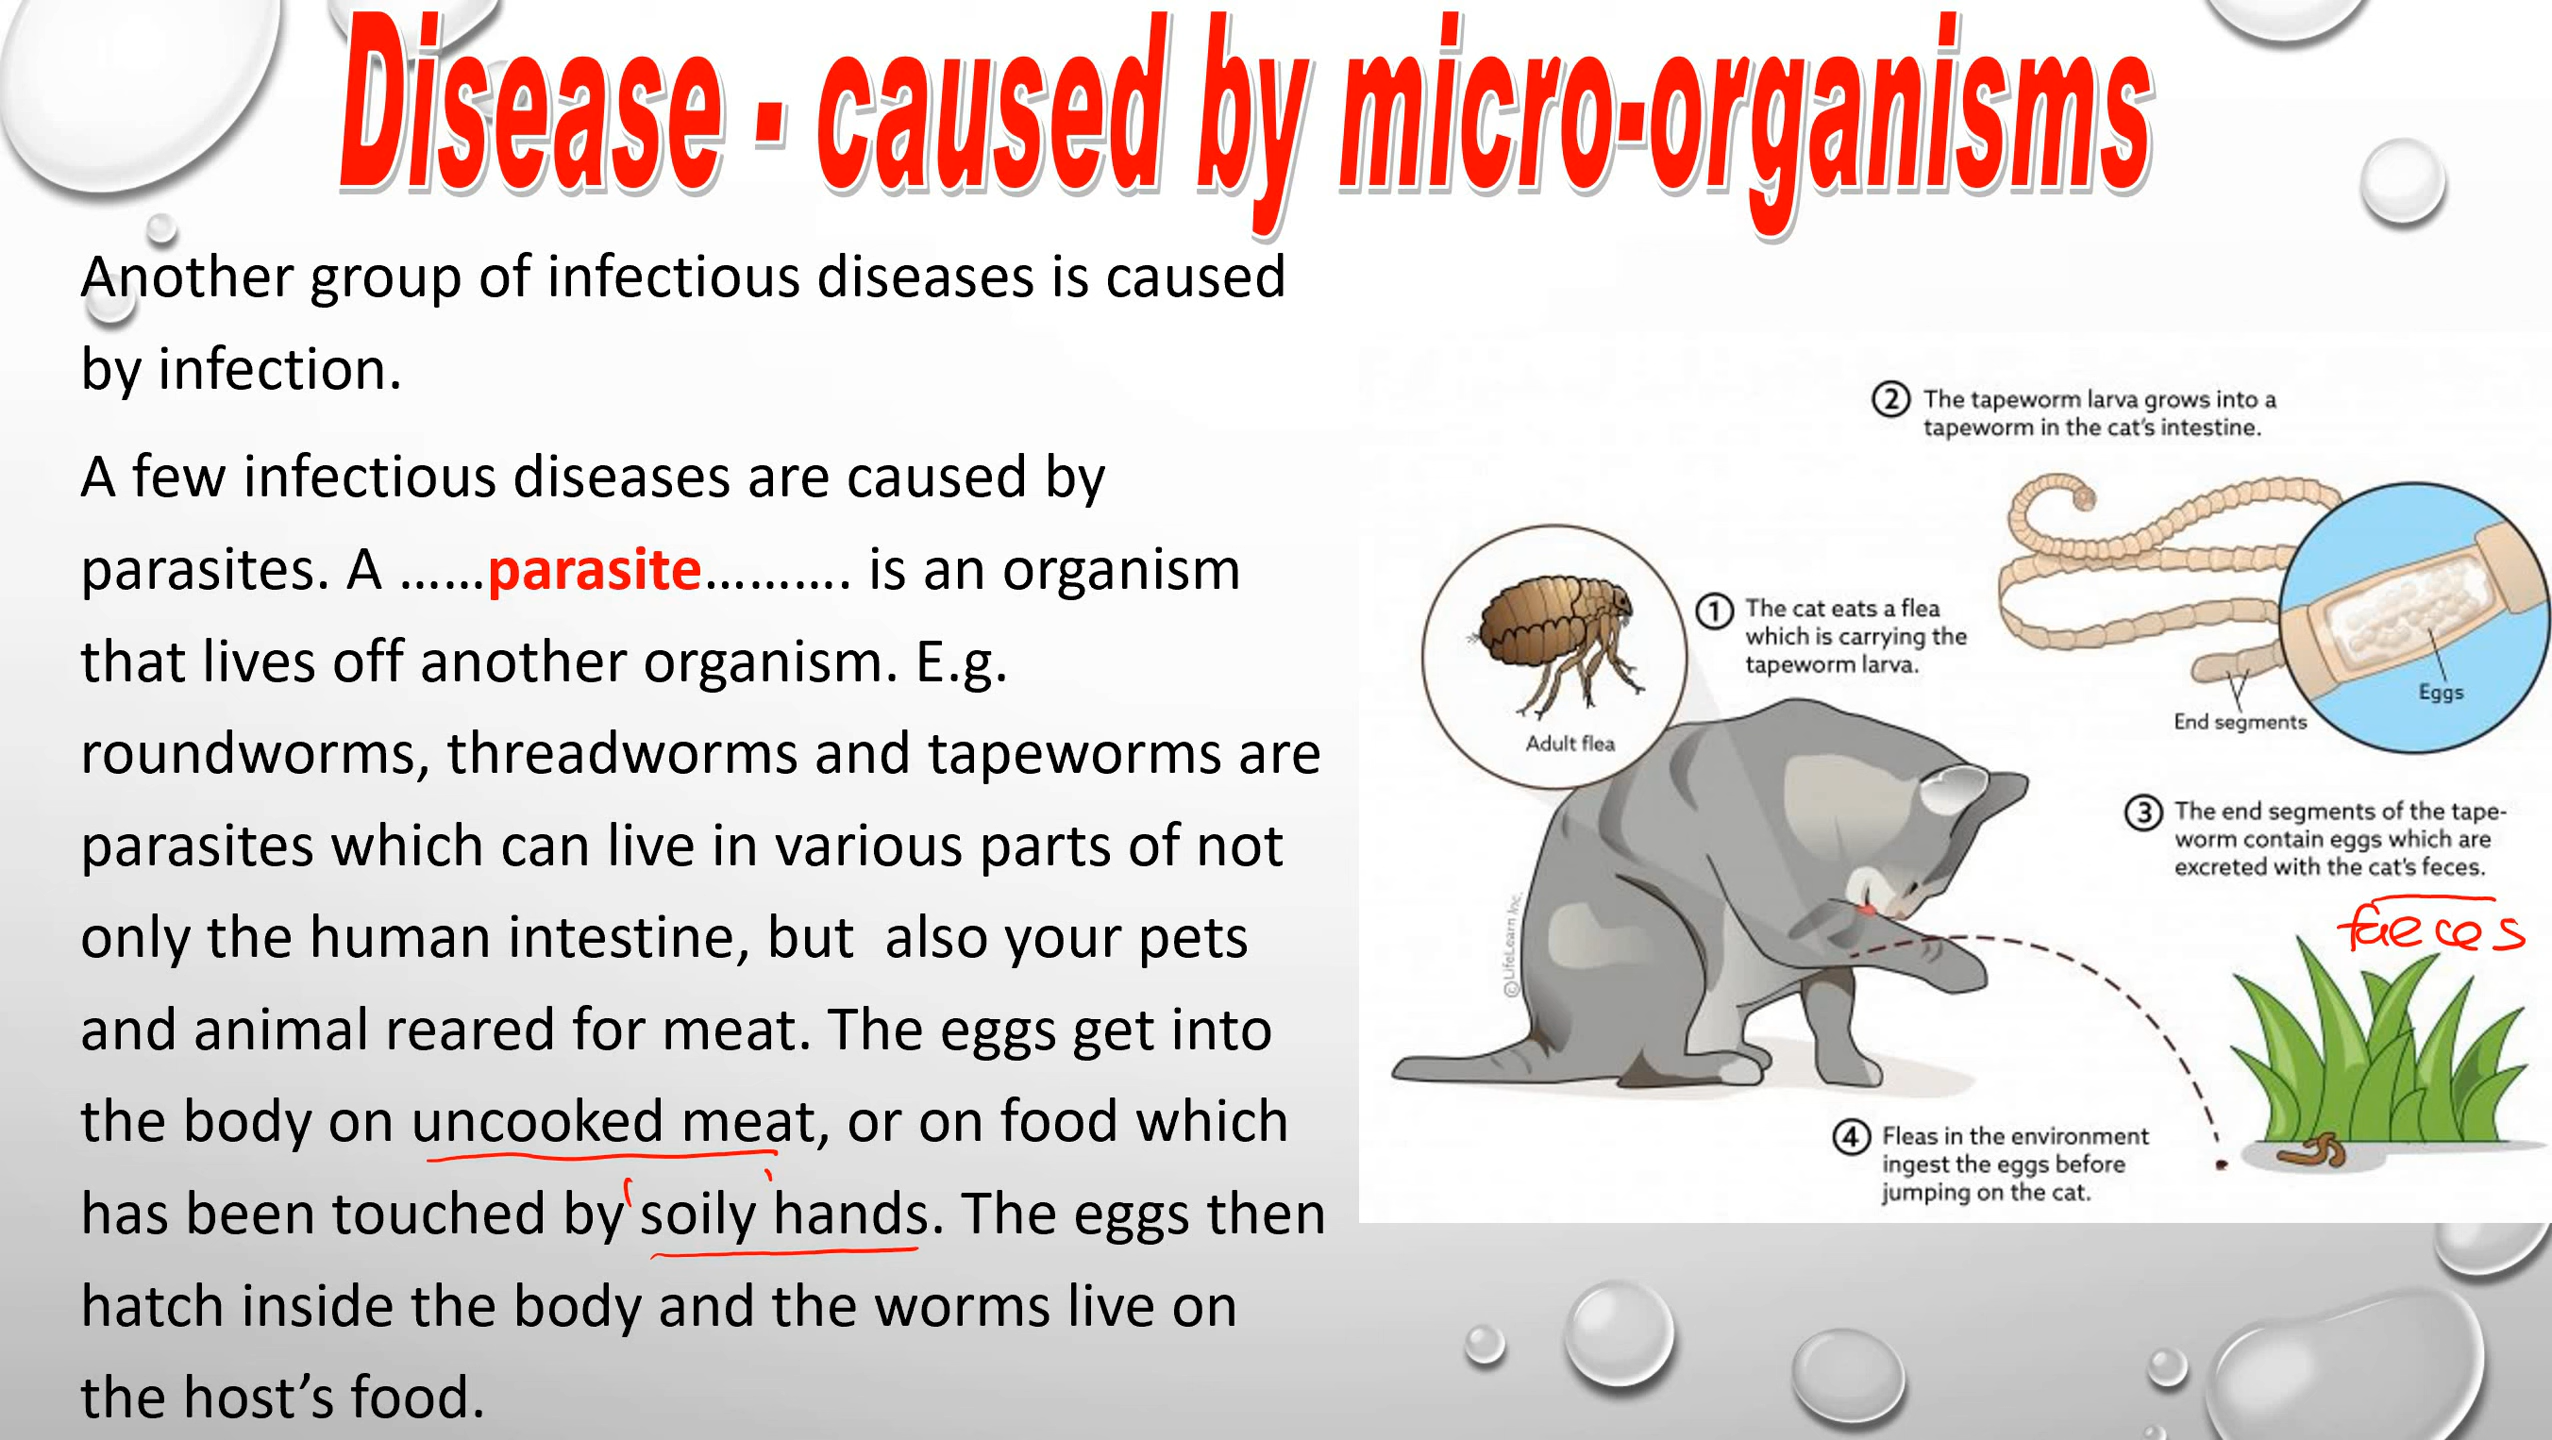 Disease - caused by micro-organisms
Another group of infectious diseases is caused
by infection.
A few infectious diseases are caused by
parasites. A ......parasite.......... is an organism
that lives off another organism. E.g.
roundworms, threadworms and tapeworms are
parasites which can live in various parts of not
only the human intestine, but also your pets
and animal reared for meat. The eggs get into
the body on uncooked meat, or on food which
has been touched by 'soily' hands. The eggs then
hatch inside the body and the worms live on
the host's food.
2 The tapeworm larva grows into a
tapeworm in the cat's intestine.
1 The cat eats a flea
which is carrying the
tapeworm larva.
Adult flea
Eggs
End segments
3 The end segments of the tape-
worm contain eggs which are
excreted with the cat's feces.
faeces
4 Fleas in the environment
ingest the eggs before
jumping on the cat.
©LifeLearn Inc.